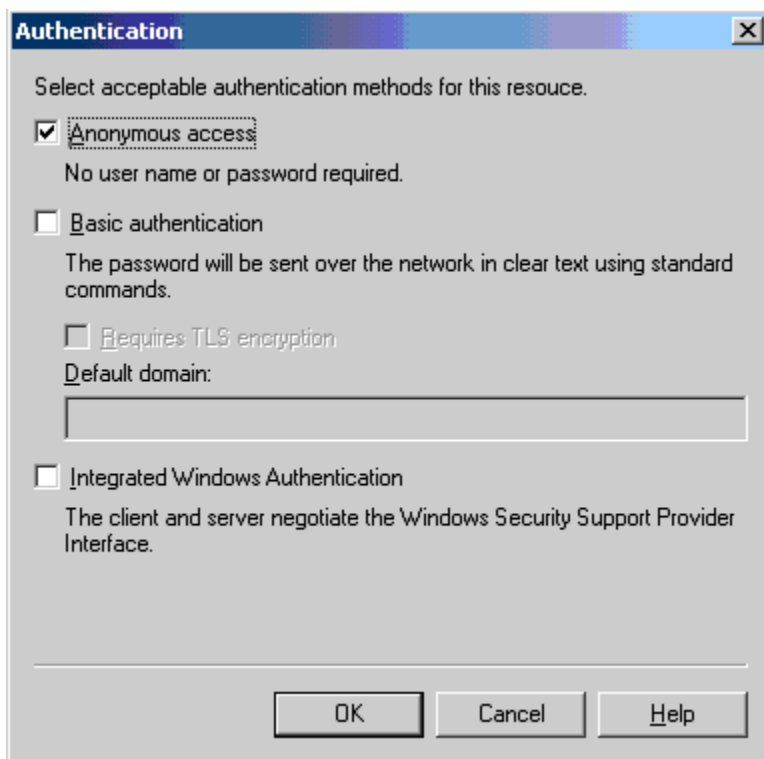 Authentication
Select acceptable authentication methods for this resouce.
Anonymous access
No user name or password required.
Basic authentication
The password will be sent over the network in clear text using standard
commands.
Requires TLS encryption
Default domain:
Integrated Windows Authentication
The client and server negotiate the Windows Security Support Provider
Interface.
OK Cancel Help